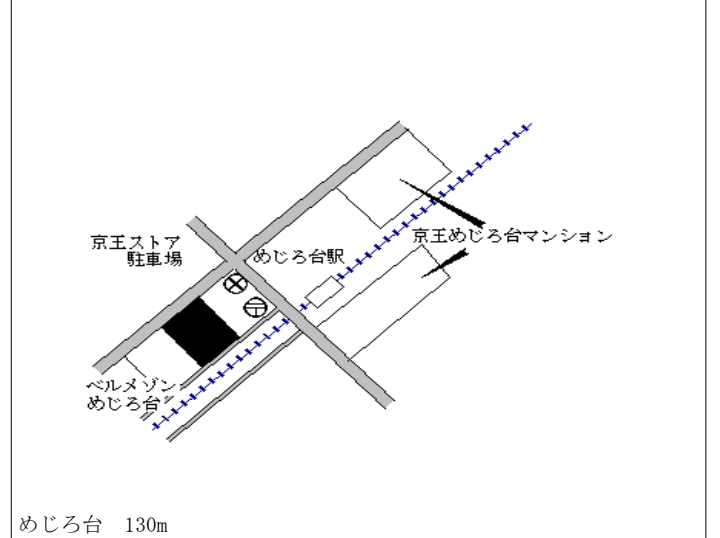 京王ストア
駐車場
めじろ台駅
京王めじろ台マンション
ベルメゾン
めじろ台
めじろ台　130m